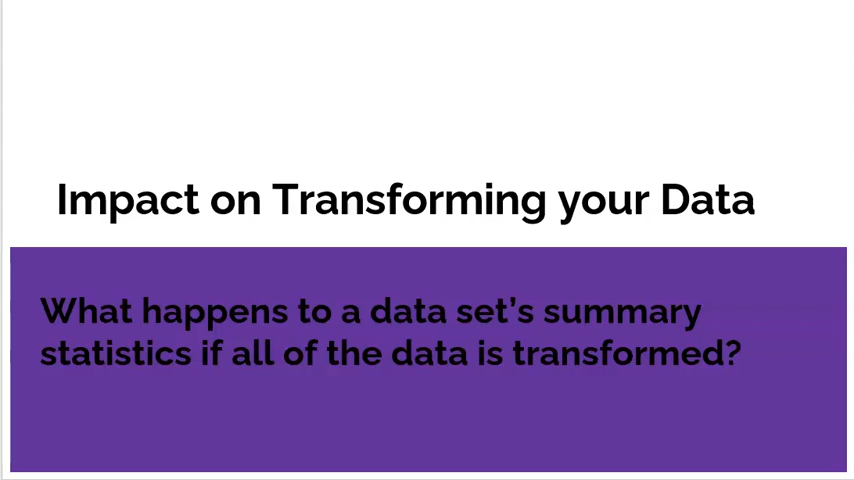 Impact on Transforming your Data
What happens to a data set’s summary
statistics if all of the data is transformed?